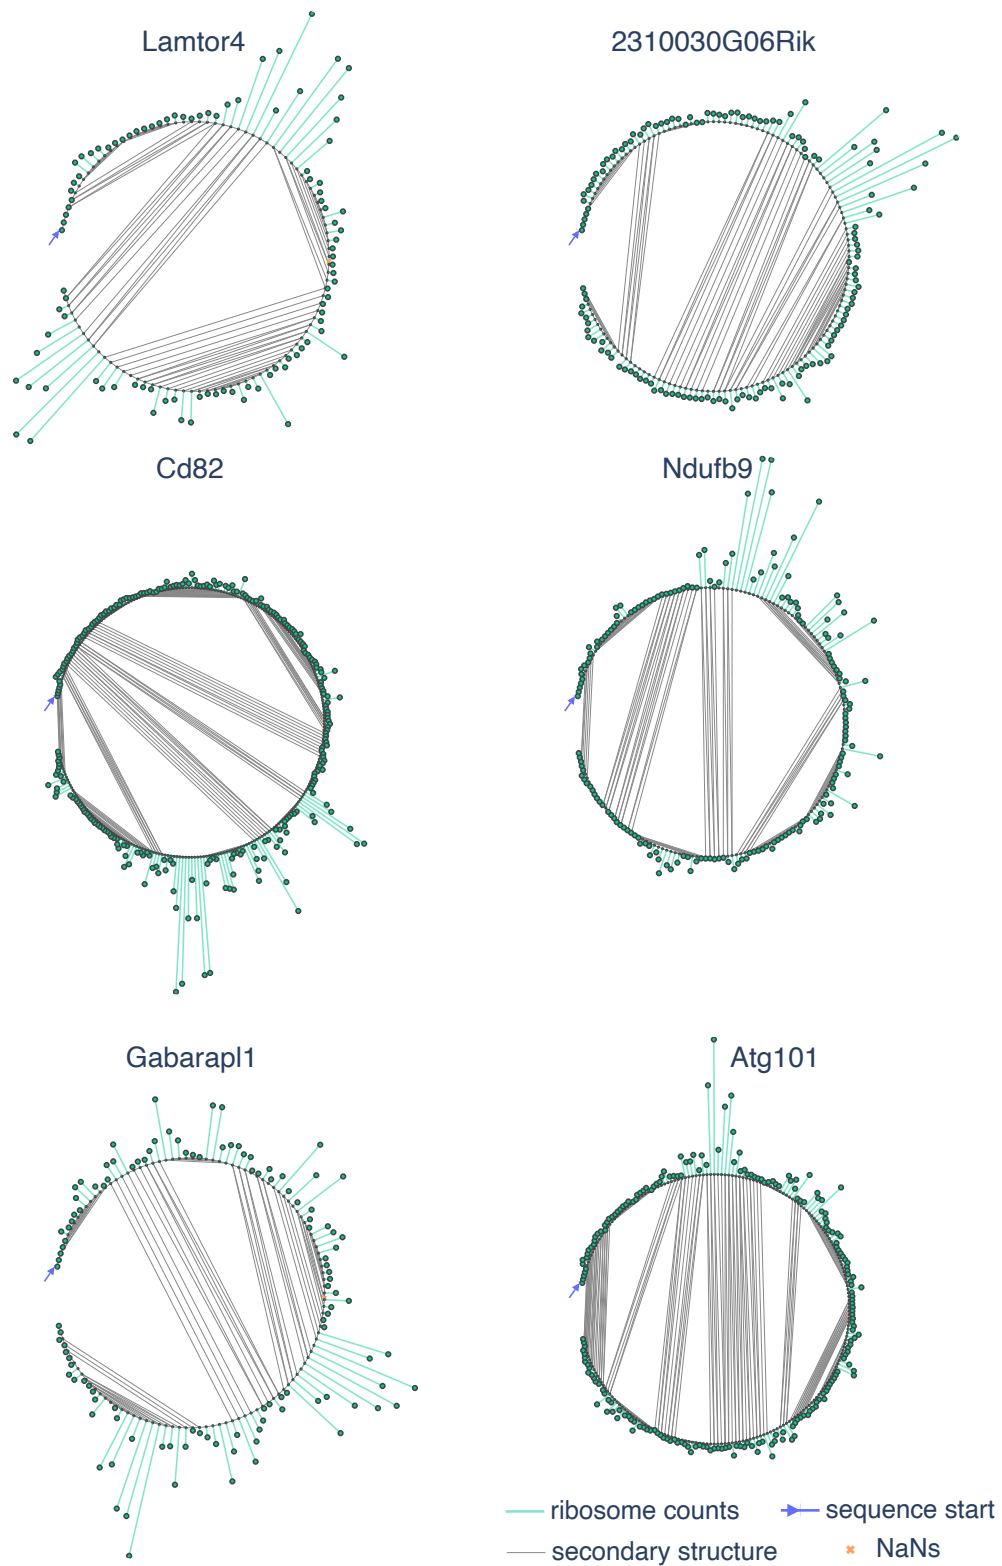 Lamtor4
2310030G06Rik
Cd82
Ndufb9
Gabarapl1
Atg101
ribosome counts
sequence start
secondary structure
NaNs